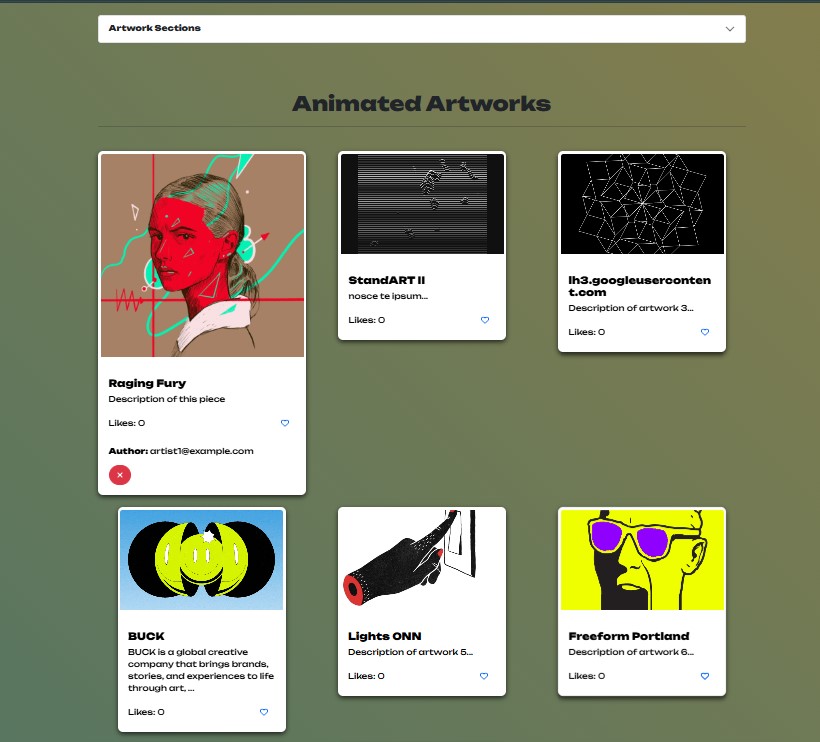 Artwork Sections
Animated Artworks
Raging Fury
Description of this piece
Likes: 0
Author: artist1@example.com
StandART II
nosce te ipsum...
Likes: 0
lh3.googleuserconten
t.com
Description of artwork 3...
Likes: 0
BUCK
BUCK is a global creative
company that brings brands,
stories, and experiences to life
through art, ...
Likes: 0
Lights ONN
Description of artwork 5...
Likes: 0
Freeform Portland
Description of artwork 6...
Likes: 0